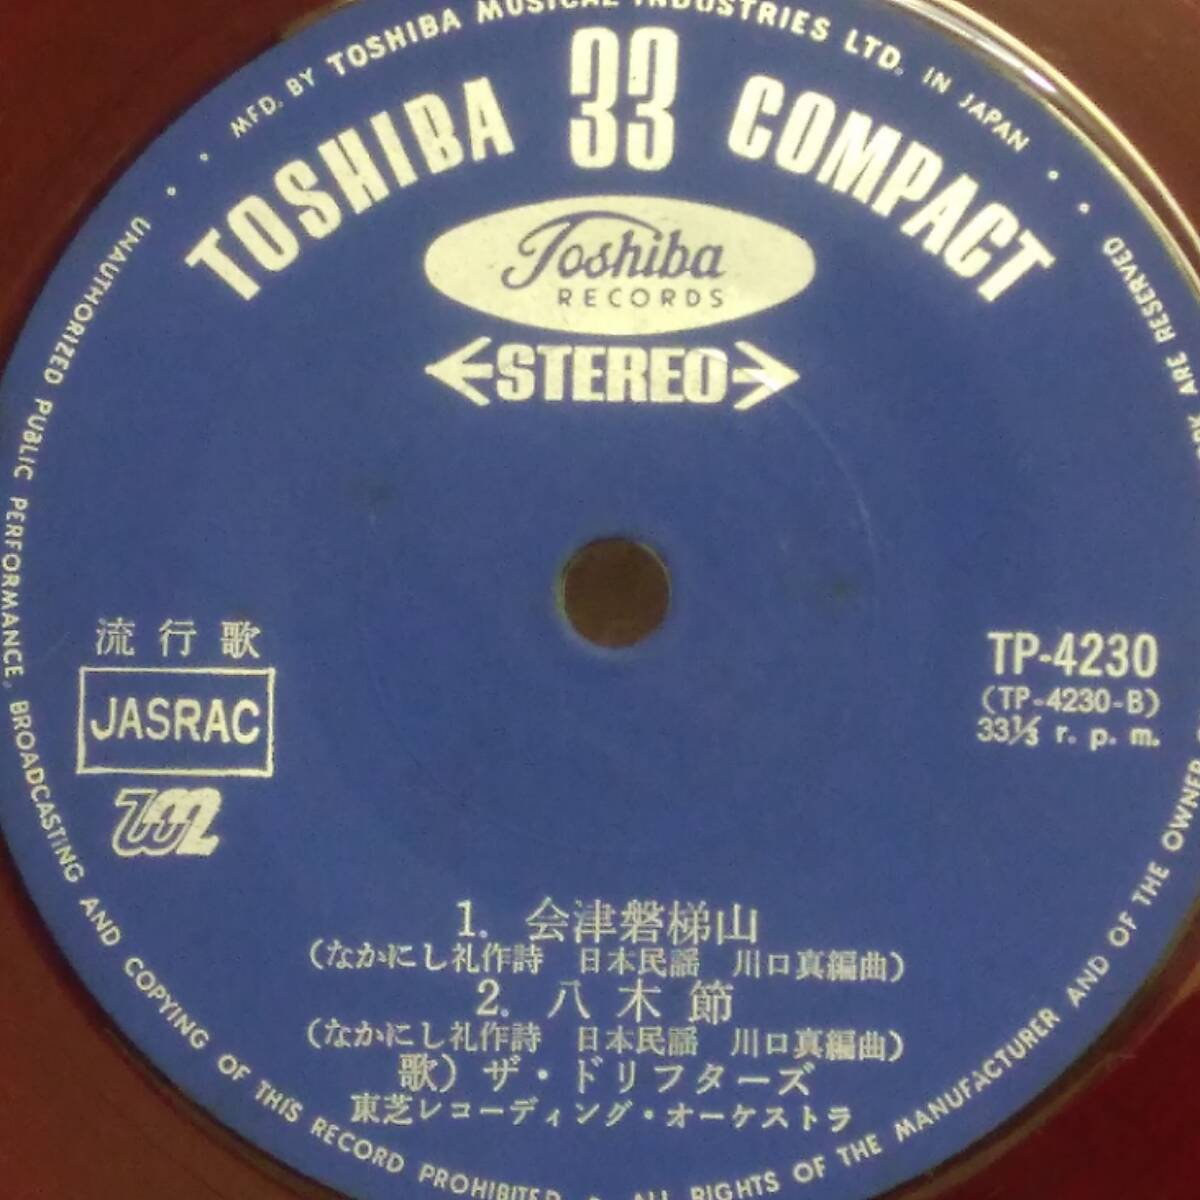 MFD. BY TOSHIBA MUSICAL INDUSTRIES LTD. IN JAPAN
TOSHIBA 33 COMPACT
Toshiba
RECORDS
STEREO
流行歌
JASRAC
TP-4230
(TP-4230-B)
33⅓ r. p. m.
1. 会津磐梯山
(なかにし礼作詩 日本民謡 川口真編曲)
2. 八木節
(なかにし礼作詩 日本民謡 川口真編曲)
歌) ザ・ドリフターズ
東芝レコーディング・オーケストラ
UNAUTHORIZED PUBLIC PERFORMANCE, BROADCASTING AND COPYING OF THIS RECORD PROHIBITED • ALL RIGHTS OF THE MANUFACTURER AND OF THE OWNER ARE RESERVED